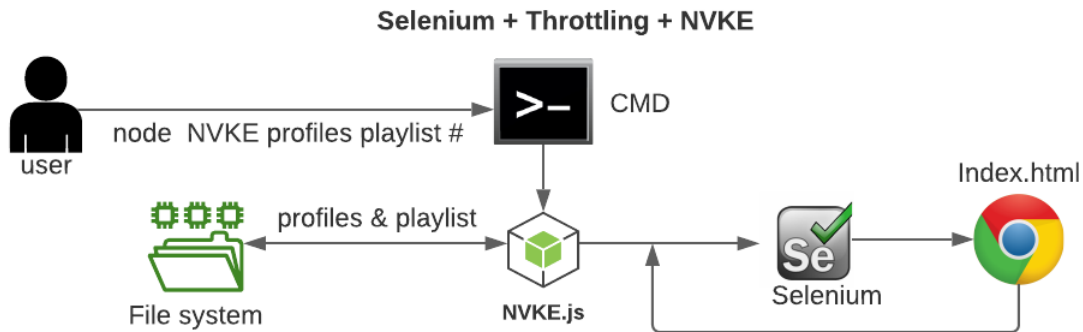 Selenium + Throttling + NVKE
>-
CMD
node NVKE profiles playlist #
user
Index.html
profiles & playlist
Se
Selenium
NVKE.js
File system